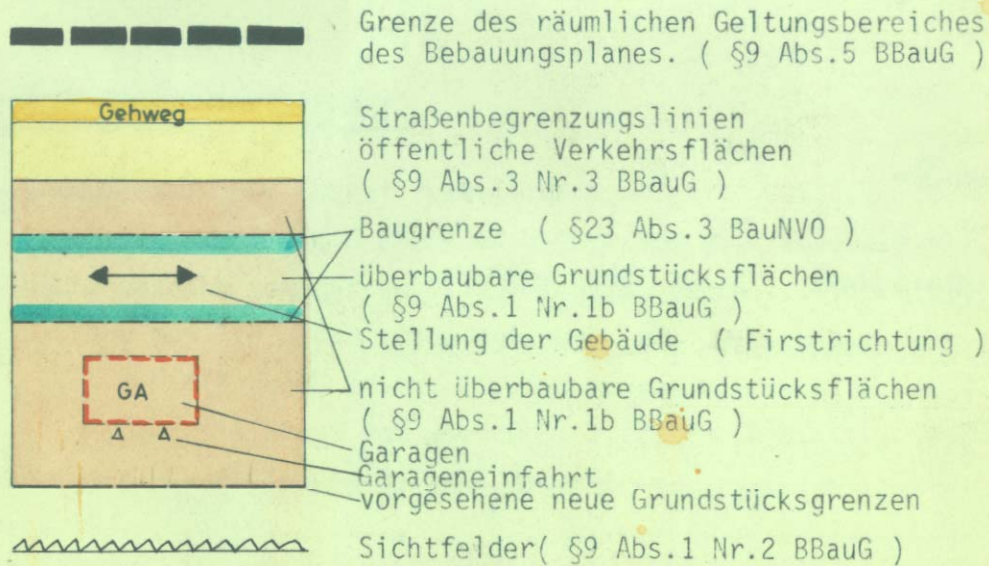 Grenze des räumlichen Geltungsbereiches
des Bebauungsplanes. ( §9 Abs.5 BBauG )
Gehweg
Straßenbegrenzungslinien
öffentliche Verkehrsflächen
( §9 Abs.3 Nr.3 BBauG )
Baugrenze ( §23 Abs.3 BauNVO )
überbaubare Grundstücksflächen
( §9 Abs.1 Nr.1b BBauG )
Stellung der Gebäude ( Firstrichtung )
nicht überbaubare Grundstücksflächen
( §9 Abs.1 Nr.1b BBauG )
GA
Garagen
Garageneinfahrt
vorgesehene neue Grundstücksgrenzen
Sichtfelder( §9 Abs.1 Nr.2 BBauG )